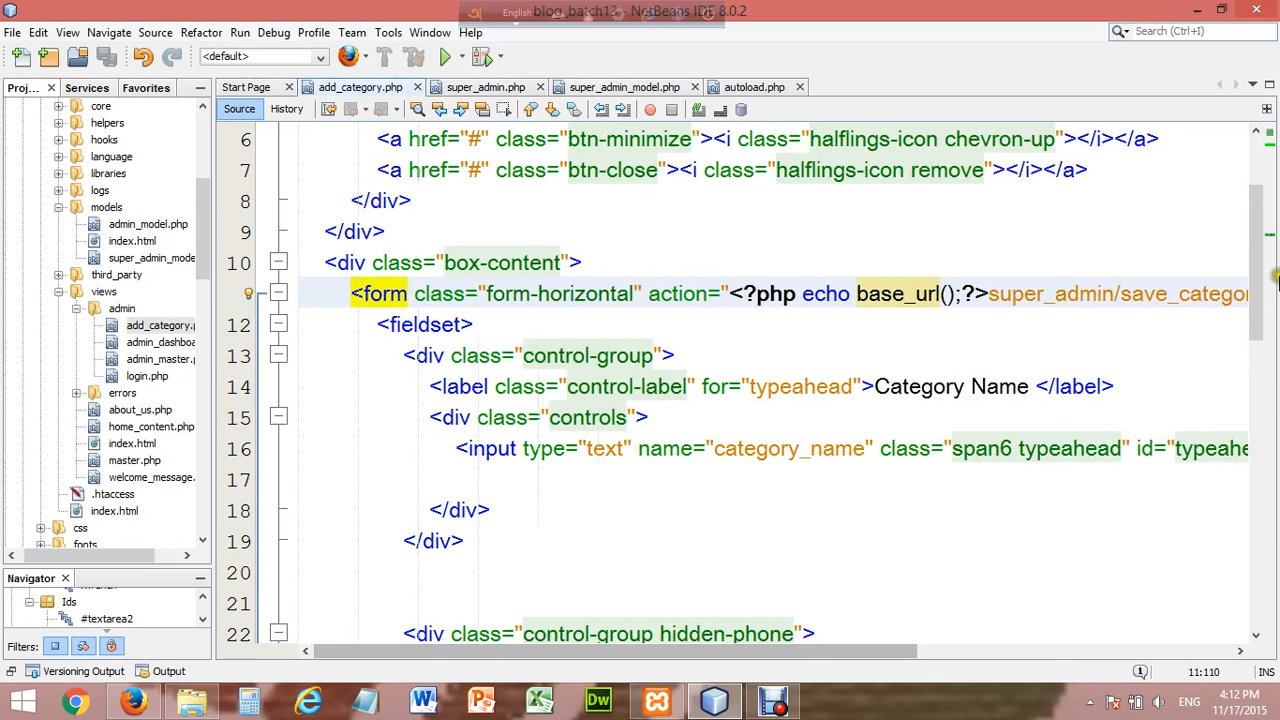 blog_batch13 - NetBeans IDE 8.0.2
English
File Edit View Navigate Source Refactor Run Debug Profile Team Tools Window Help
Search (Ctrl+I)
<default>
Proj... Services Favorites
Start Page add_category.php super_admin.php super_admin_model.php autoload.php
Source History
core
helpers
hooks
language
libraries
logs
models
admin_model.php
index.html
super_admin_mode
third_party
views
admin
add_category.p
admin_dashboa
admin_master.p
login.php
errors
about_us.php
home_content.php
index.html
master.php
welcome_message.
.htaccess
index.html
css
fonts
Navigator
Ids
#textarea2
Filters:
6 <a href="#" class="btn-minimize"><i class="halflings-icon chevron-up"></i></a>
7 <a href="#" class="btn-close"><i class="halflings-icon remove"></i></a>
8 </div>
9 </div>
10 <div class="box-content">
<form class="form-horizontal" action="<?php echo base_url();?>super_admin/save_categor
12 <fieldset>
13 <div class="control-group">
14 <label class="control-label" for="typeahead">Category Name </label>
15 <div class="controls">
16 <input type="text" name="category_name" class="span6 typeahead" id="typeahe
17
18 </div>
19 </div>
20
21
22 <div class="control-group hidden-phone">
Versioning Output Output
1 11:110 INS
ENG
4:12 PM
11/17/2015